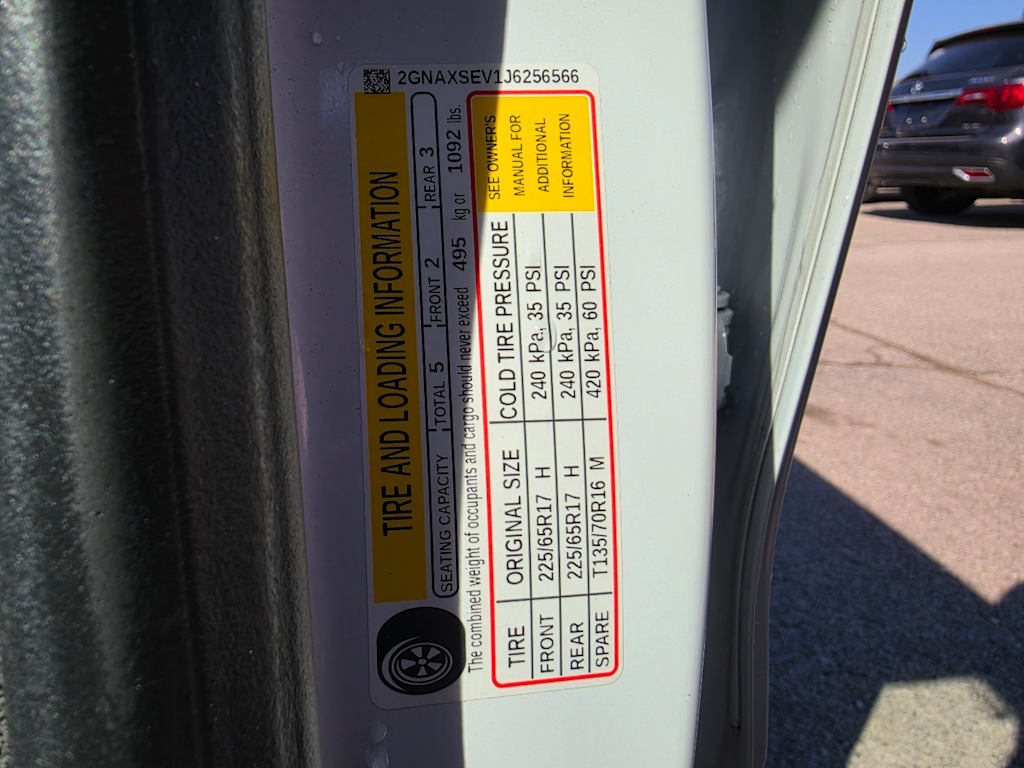 2GNAXSEV1J6256566
TIRE AND LOADING INFORMATION
SEATING CAPACITY TOTAL 5 FRONT 2 REAR 3
The combined weight of occupants and cargo should never exceed 495 kg or 1092 lbs.
TIRE ORIGINAL SIZE COLD TIRE PRESSURE
FRONT 225/65R17 H 240 kPa, 35 PSI
REAR 225/65R17 H 240 kPa, 35 PSI
SPARE T135/70R16 M 420 kPa, 60 PSI
SEE OWNER'S
MANUAL FOR
ADDITIONAL
INFORMATION